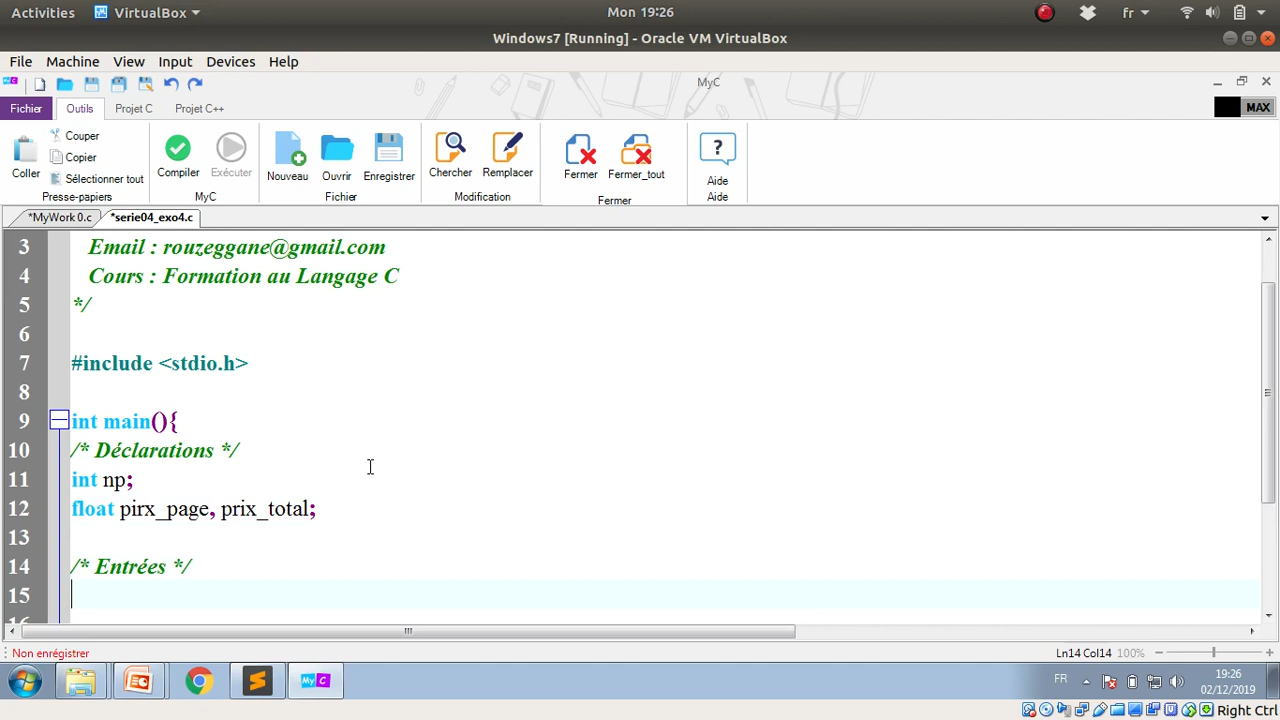 Activities VirtualBox Mon 19:26 fr
Windows7 [Running] - Oracle VM VirtualBox
File Machine View Input Devices Help
MyC MyC
Fichier Outils Projet C Projet C++ MAX
Coller Couper Copier Sélectionner tout
Compiler Exécuter Nouveau Ouvrir Enregistrer Chercher Remplacer Fermer Fermer_tout Aide
Presse-papiers MyC Fichier Modification Fermer Aide
*MyWork 0.c *serie04_exo4.c
3 Email : rouzeggane@gmail.com
4 Cours : Formation au Langage C
5 */
6
7 #include <stdio.h>
8
9 int main(){
10 /* Déclarations */
11 int np;
12 float pirx_page, prix_total;
13
14 /* Entrées */
15
Non enrégistrer Ln14 Col14 100%
MyC FR 19:26
02/12/2019
Right Ctrl